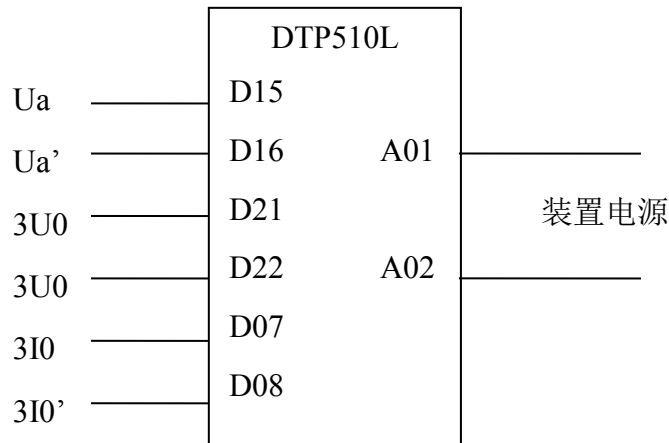 DTP510L
Ua D15
Ua’ D16 A01
3U0 D21 装置电源
3U0 D22 A02
3I0 D07
3I0’ D08